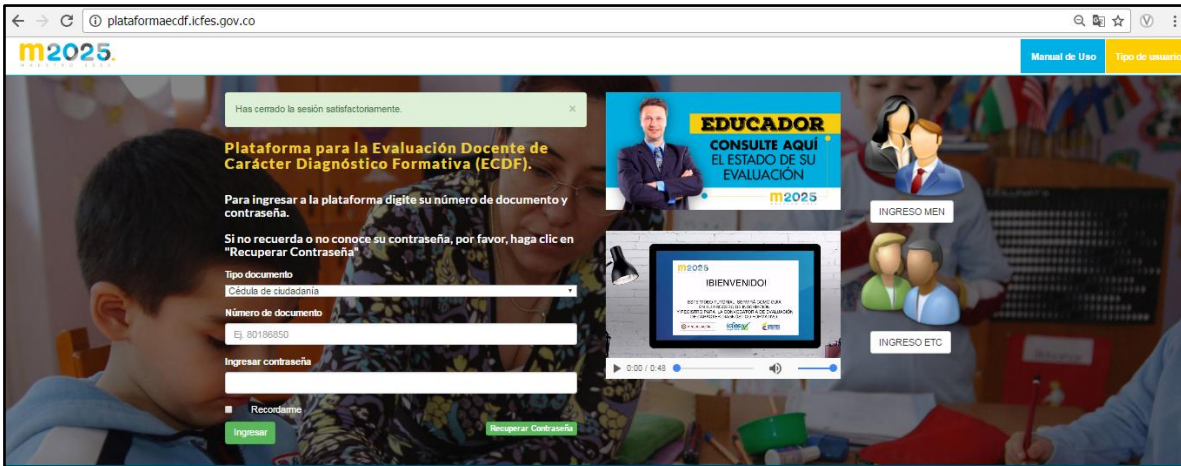 plataformaecdf.icfes.gov.co
m2025.
MAESTRO 2025
Manual de Uso
Tipo de usuario
Has cerrado la sesión satisfactoriamente.
×
Plataforma para la Evaluación Docente de
Carácter Diagnóstico Formativa (ECDF).
Para ingresar a la plataforma digite su número de documento y
contraseña.
Si no recuerda o no conoce su contraseña, por favor, haga clic en
"Recuperar Contraseña"
Tipo documento
Cédula de ciudadanía
Número de documento
Ej. 80186850
Ingresar contraseña
Recordarme
Ingresar
Recuperar Contraseña
EDUCADOR
CONSULTE AQUÍ
EL ESTADO DE SU
EVALUACIÓN
m2025
m2025
¡BIENVENIDO!
0:00 / 0:48
INGRESO MEN
INGRESO ETC